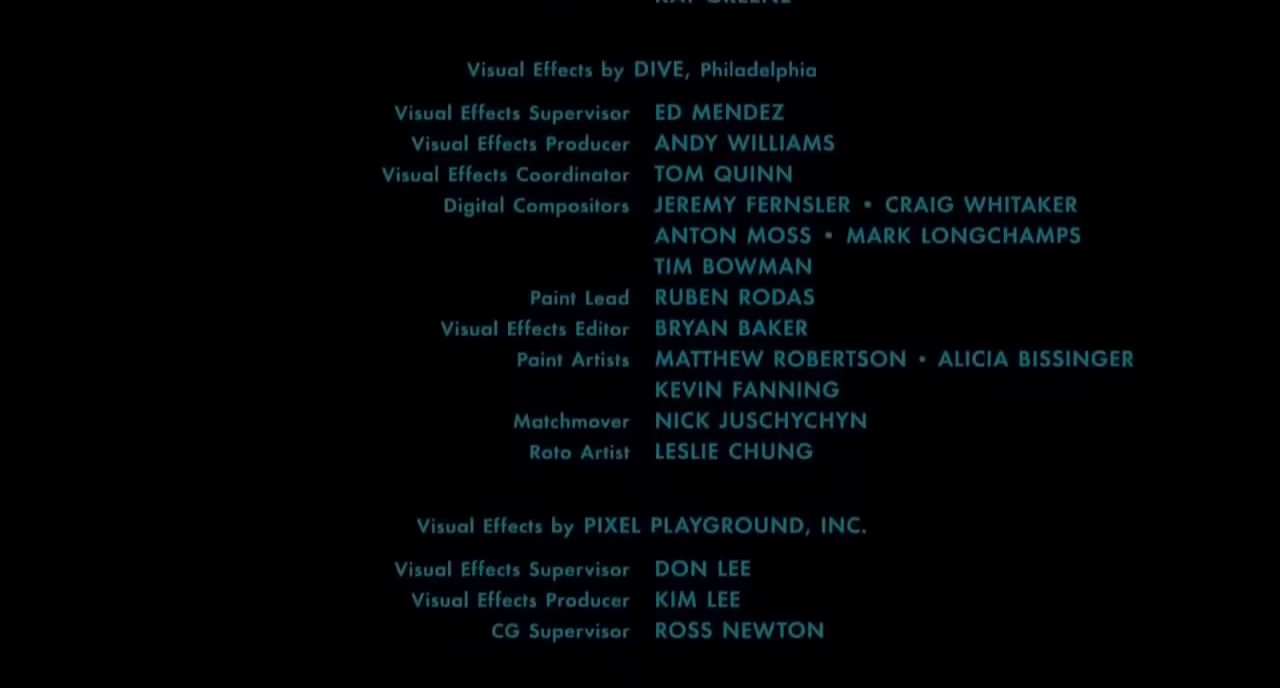 Visual Effects by DIVE, Philadelphia
Visual Effects Supervisor ED MENDEZ
Visual Effects Producer ANDY WILLIAMS
Visual Effects Coordinator TOM QUINN
Digital Compositors JEREMY FERNSLER • CRAIG WHITAKER
ANTON MOSS • MARK LONGCHAMPS
TIM BOWMAN
Paint Lead RUBEN RODAS
Visual Effects Editor BRYAN BAKER
Paint Artists MATTHEW ROBERTSON • ALICIA BISSINGER
KEVIN FANNING
Matchmover NICK JUSCHYCHYN
Roto Artist LESLIE CHUNG
Visual Effects by PIXEL PLAYGROUND, INC.
Visual Effects Supervisor DON LEE
Visual Effects Producer KIM LEE
CG Supervisor ROSS NEWTON